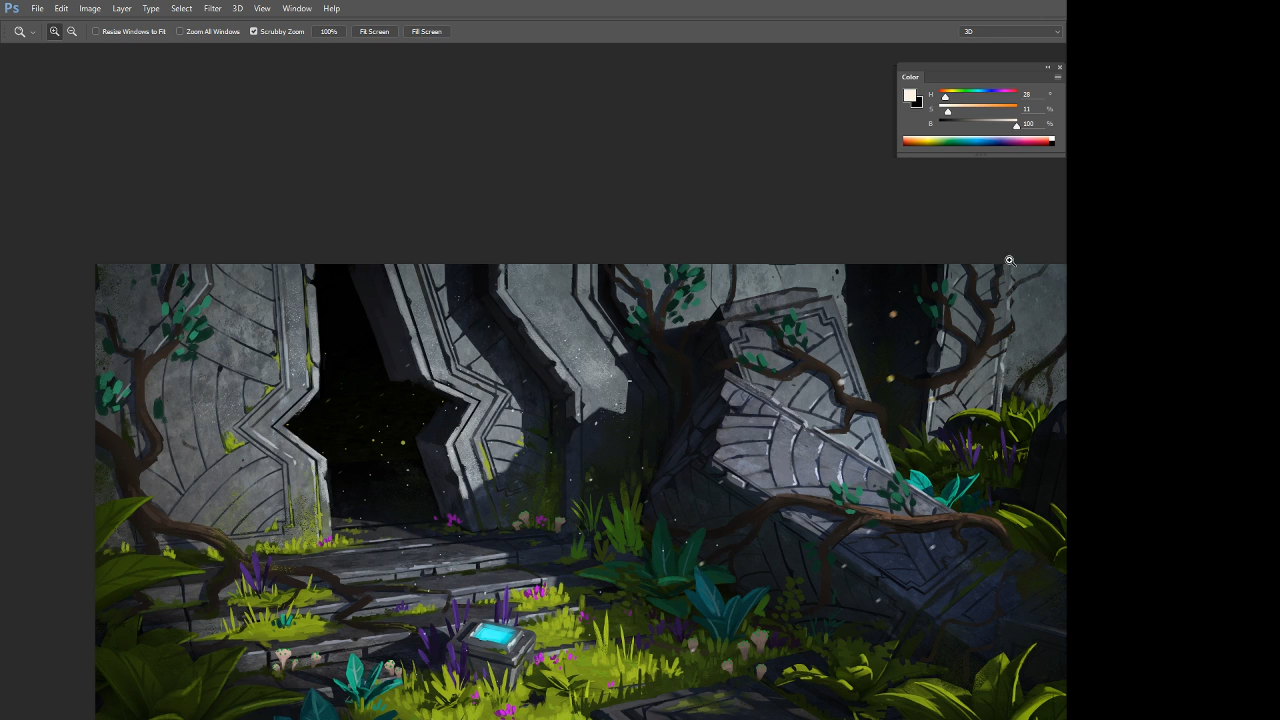 Ps File Edit Image Layer Type Select Filter 3D View Window Help
Resize Windows to Fit Zoom All Windows Scrubby Zoom 100% Fit Screen Fill Screen 3D
Color
H 28 °
S 11 %
B 100 %